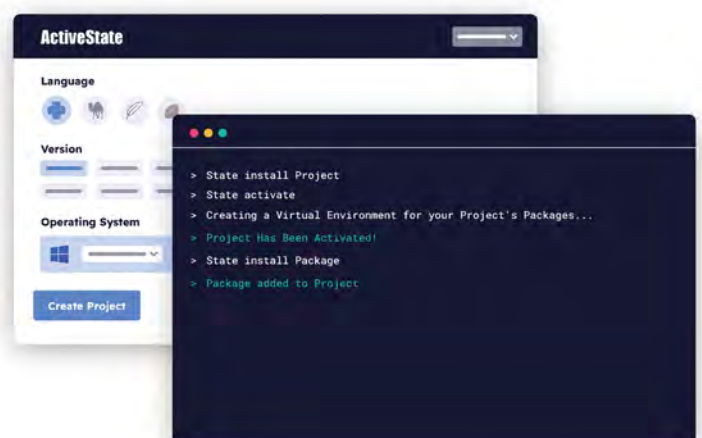 ActiveState
Language
Version
Operating System
Create Project
> State install Project
> State activate
> Creating a Virtual Environment for your Project's Packages...
> Project Has Been Activated!
> State install Package
> Package added to Project